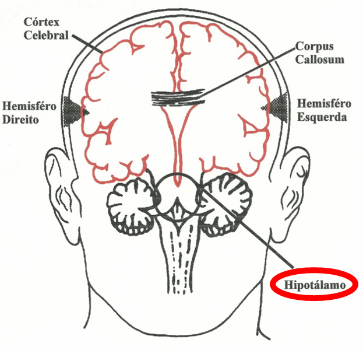 Córtex
Celebral
Corpus
Callosum
Hemisféro
Direito
Hemisféro
Esquerda
Hipotálamo